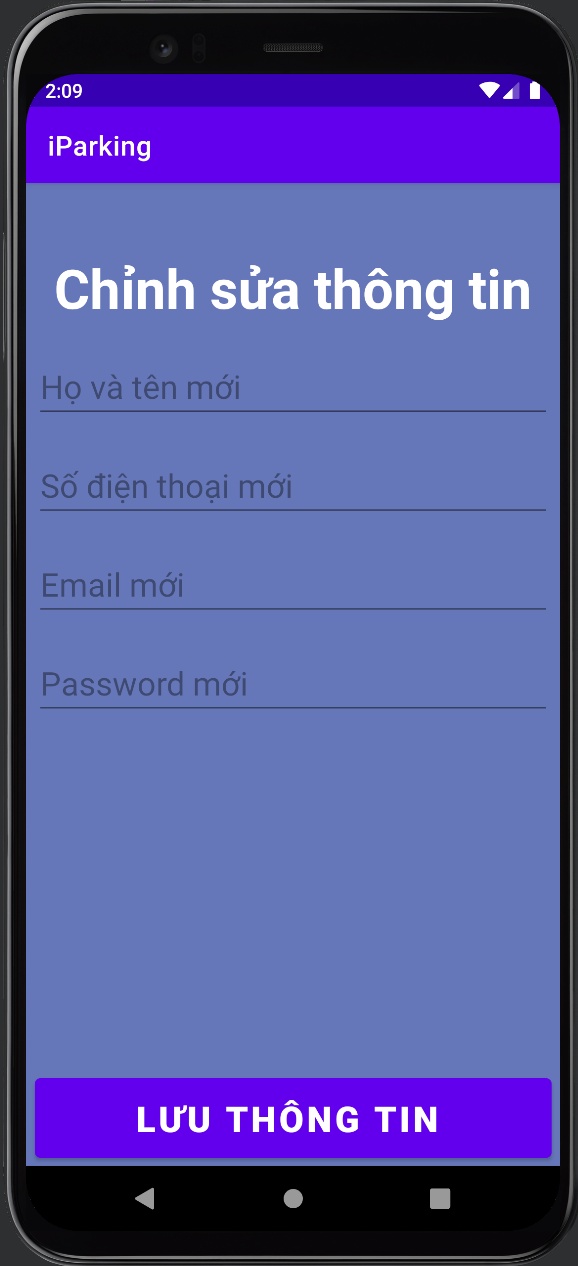 2:09
iParking
Chỉnh sửa thông tin
Họ và tên mới
Số điện thoại mới
Email mới
Password mới
LƯU THÔNG TIN